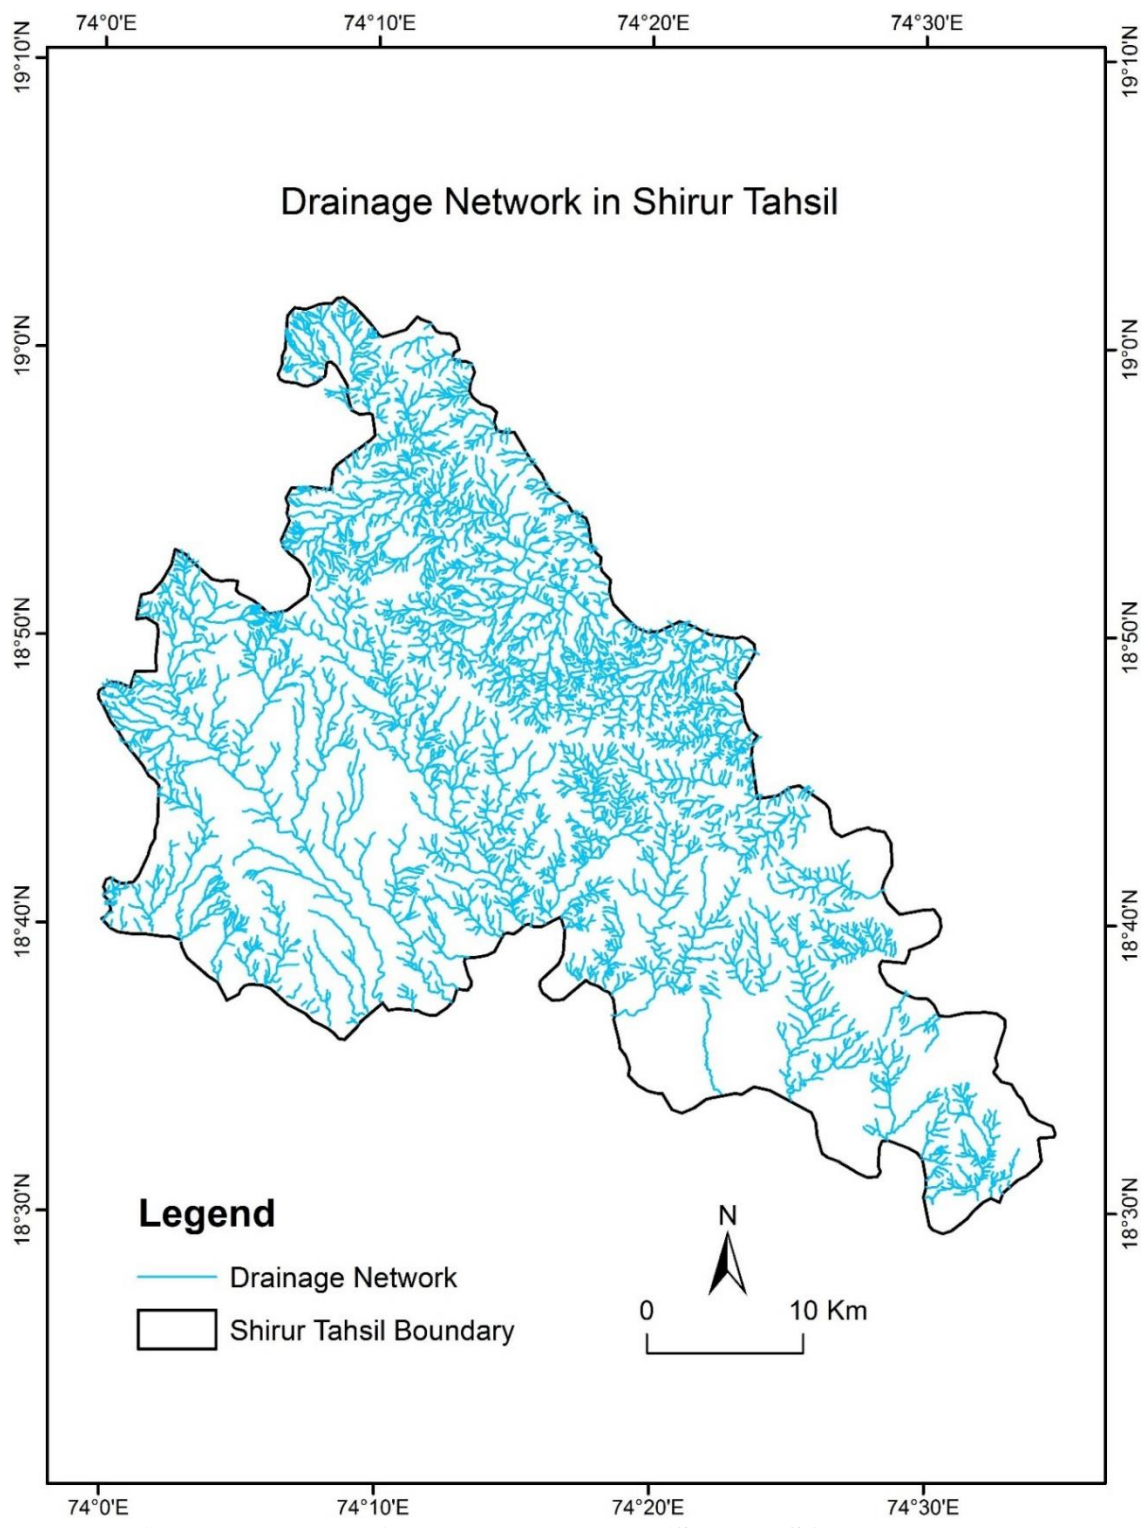 74°0'E 74°10'E 74°20'E 74°30'E
19°10'N 19°10'N
Drainage Network in Shirur Tahsil
19°0'N 19°0'N
18°50'N 18°50'N
18°40'N 18°40'N
18°30'N 18°30'N
Legend
N
Drainage Network
0 10 Km
Shirur Tahsil Boundary
74°0'E 74°10'E 74°20'E 74°30'E